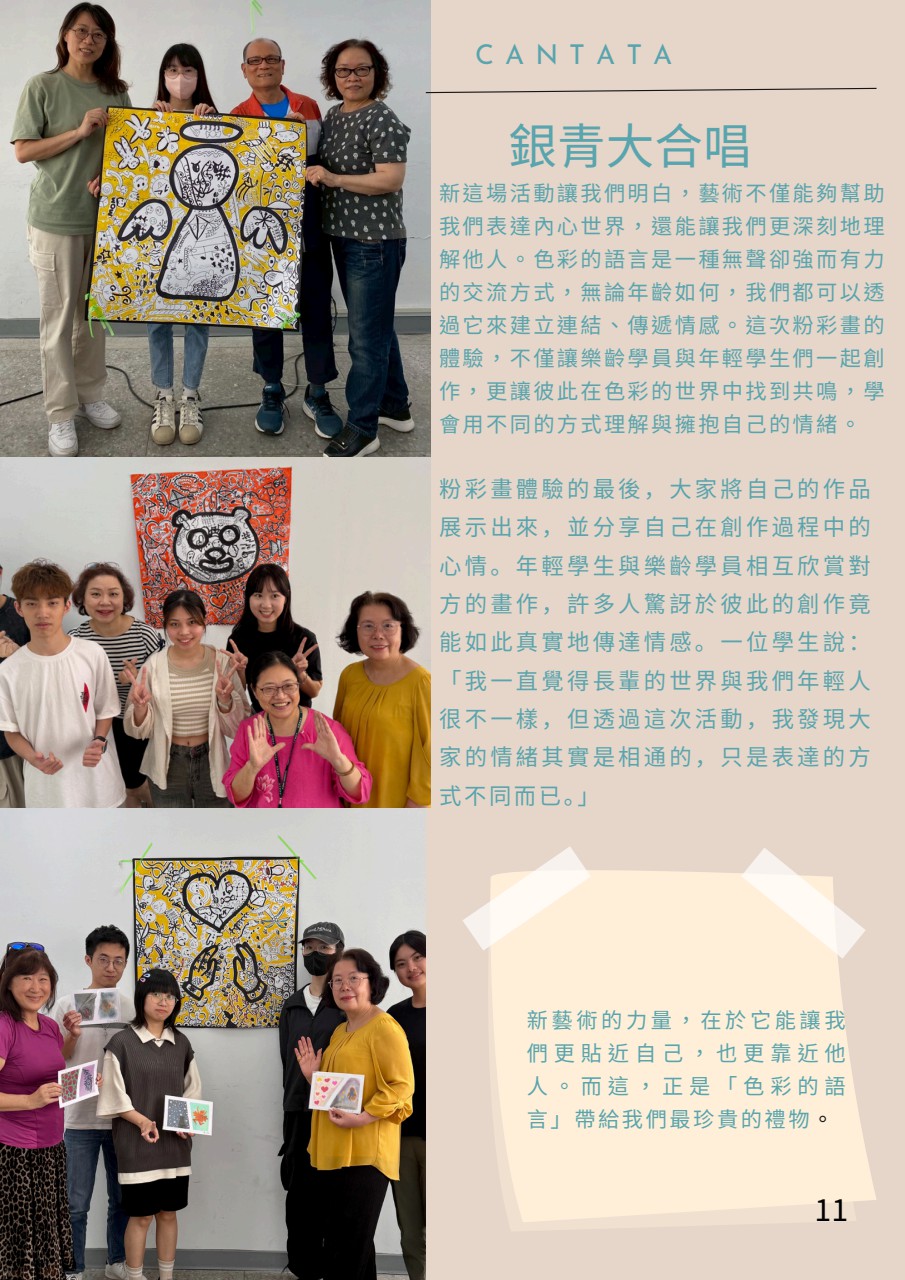 CANTATA
銀青大合唱
新這場活動讓我們明白，藝術不僅能夠幫助
我們表達內心世界，還能讓我們更深刻地理
解他人。色彩的語言是一種無聲卻強而有力
的交流方式，無論年齡如何，我們都可以透
過它來建立連結、傳遞情感。這次粉彩畫的
體驗，不僅讓樂齡學員與年輕學生們一起創
作，更讓彼此在色彩的世界中找到共鳴，學
會用不同的方式理解與擁抱自己的情緒。
粉彩畫體驗的最後，大家將自己的作品
展示出來，並分享自己在創作過程中的
心情。年輕學生與樂齡學員相互欣賞對
方的畫作，許多人驚訝於彼此的創作竟
能如此真實地傳達情感。一位學生說：
「我一直覺得長輩的世界與我們年輕人
很不一樣，但透過這次活動，我發現大
家的情緒其實是相通的，只是表達的方
式不同而已。」
新藝術的力量，在於它能讓我
們更貼近自己，也更靠近他
人。而這，正是「色彩的語
言」帶給我們最珍貴的禮物。
11